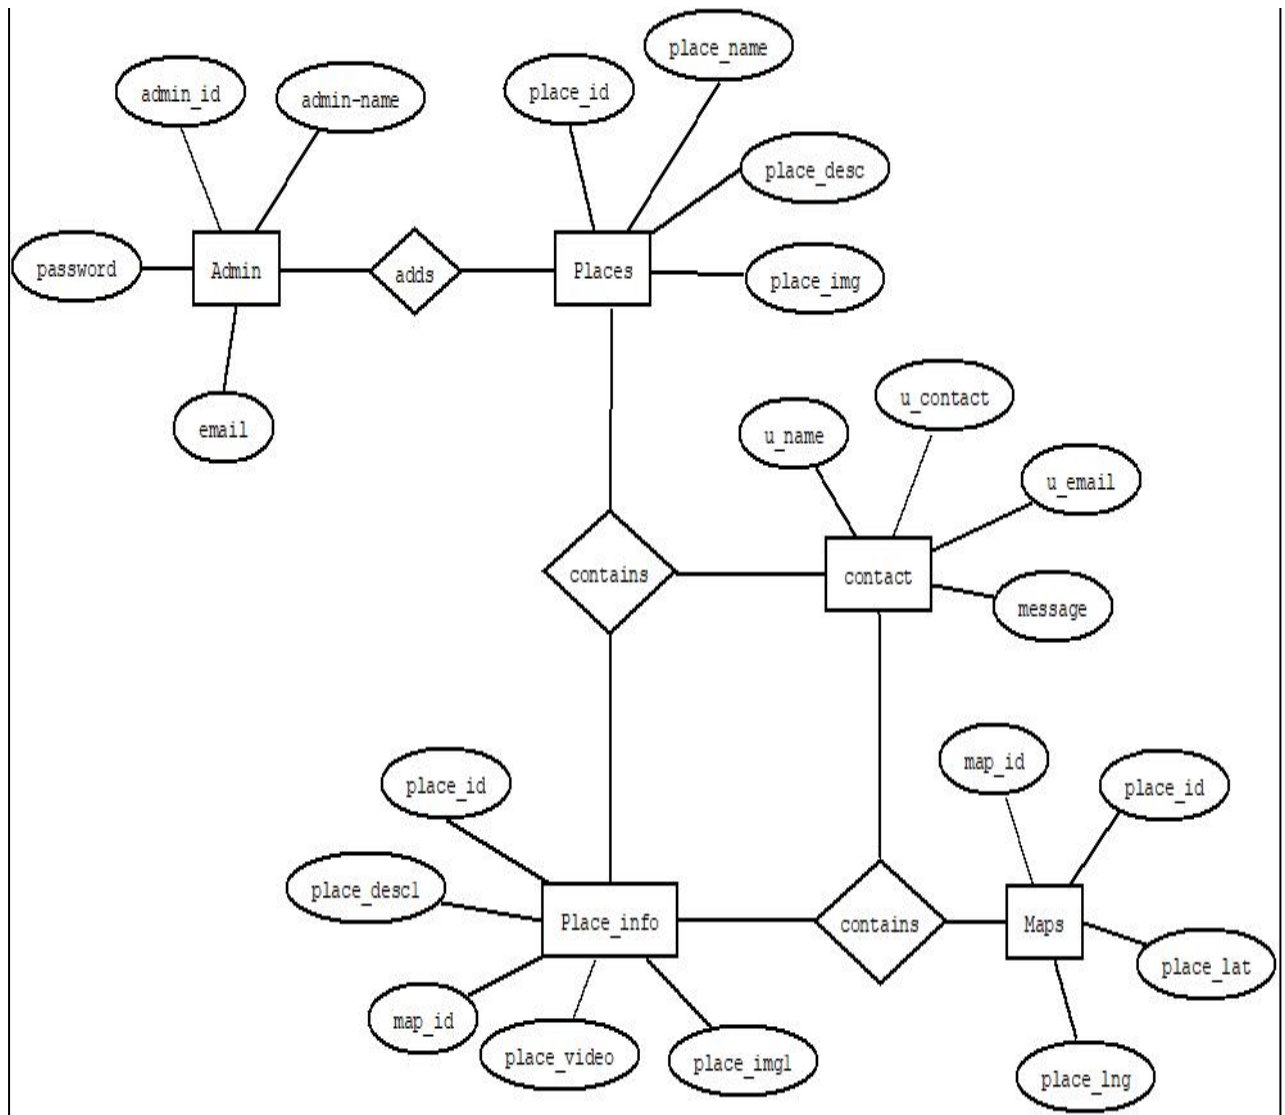 place_name
admin_id
admin-name
place_id
place_desc
password
Admin
adds
Places
place_img
email
u_contact
u_name
u_email
contains
contact
message
map_id
place_id
place_id
place_desc1
Place_info
contains
Maps
place_lat
map_id
place_video
place_img1
place_lng